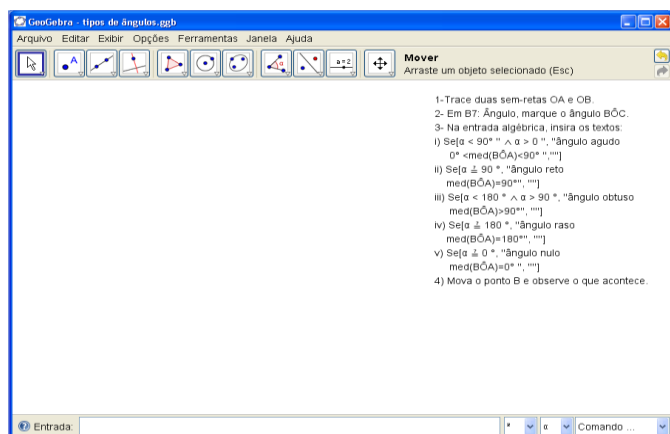 GeoGebra - tipos de ângulos.ggb
Arquivo Editar Exibir Opções Ferramentas Janela Ajuda
A
α
a=2
Mover
Arraste um objeto selecionado (Esc)
1-Trace duas sem-retas OA e OB.
2- Em B7: Ângulo, marque o ângulo BÔC.
3- Na entrada algébrica, insira os textos:
i) Se[α < 90° " ∧ α > 0 ", "ângulo agudo
0° <med(BÔA)<90° ",""]
ii) Se[α ≟ 90 °, "ângulo reto
med(BÔA)=90°", ""]
iii) Se[α < 180 ° ∧ α > 90 °, "ângulo obtuso
med(BÔA)>90°", ""]
iv) Se[α ≟ 180 °, "ângulo raso
med(BÔA)=180°", ""]
v) Se[α ≟ 0 °, "ângulo nulo
med(BÔA)=0° ", ""]
4) Mova o ponto B e observe o que acontece.
Entrada:
α
Comando ...